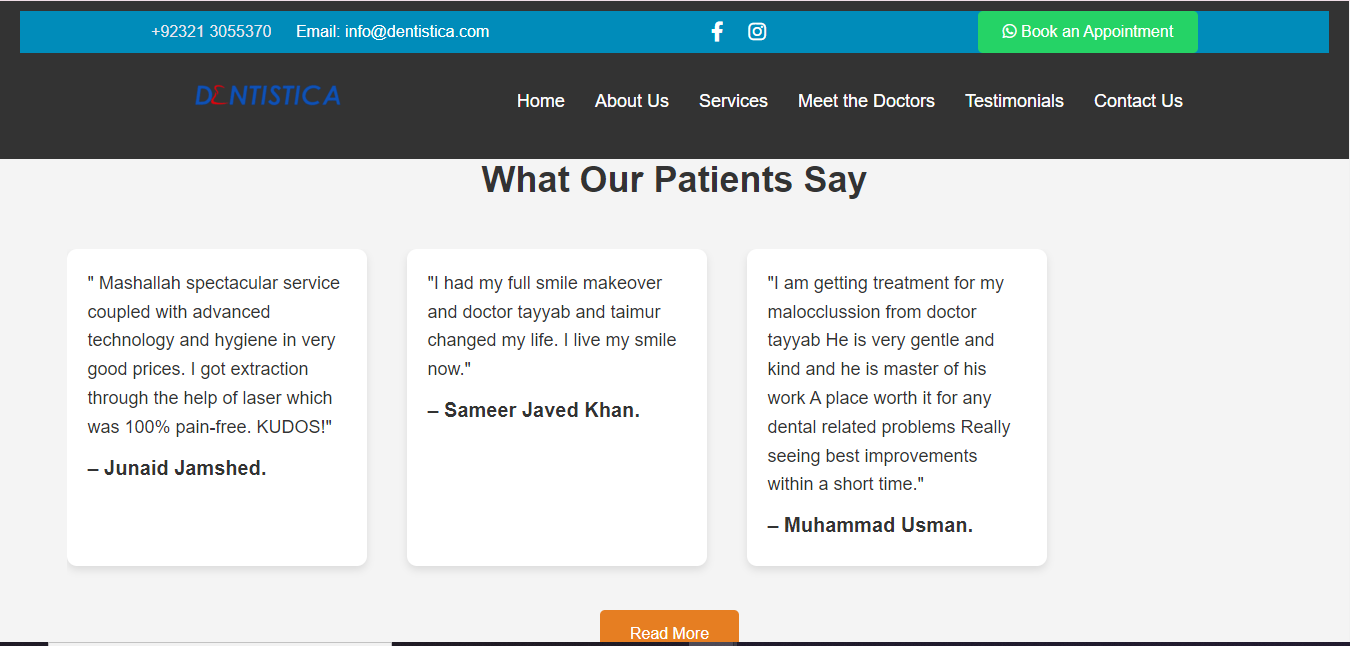 +92321 3055370 Email: info@dentistica.com
Book an Appointment
DENTISTICA
Home About Us Services Meet the Doctors Testimonials Contact Us
What Our Patients Say
" Mashallah spectacular service
coupled with advanced
technology and hygiene in very
good prices. I got extraction
through the help of laser which
was 100% pain-free. KUDOS!"
– Junaid Jamshed.
"I had my full smile makeover
and doctor tayyab and taimur
changed my life. I live my smile
now."
– Sameer Javed Khan.
"I am getting treatment for my
malocclussion from doctor
tayyab He is very gentle and
kind and he is master of his
work A place worth it for any
dental related problems Really
seeing best improvements
within a short time."
– Muhammad Usman.
Read More